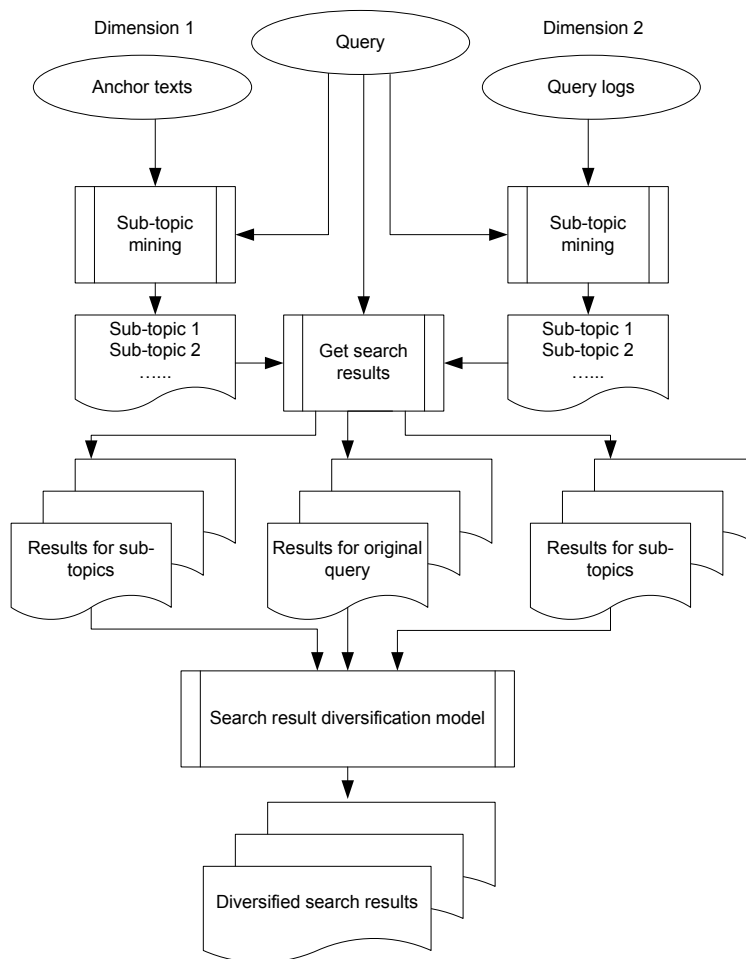 Dimension 1
Query
Dimension 2
Anchor texts
Query logs
Sub-topic
mining
Sub-topic
mining
Sub-topic 1
Sub-topic 2
…...
Get search
results
Sub-topic 1
Sub-topic 2
…...
Results for sub-
topics
Results for original
query
Results for sub-
topics
Search result diversification model
Diversified search results